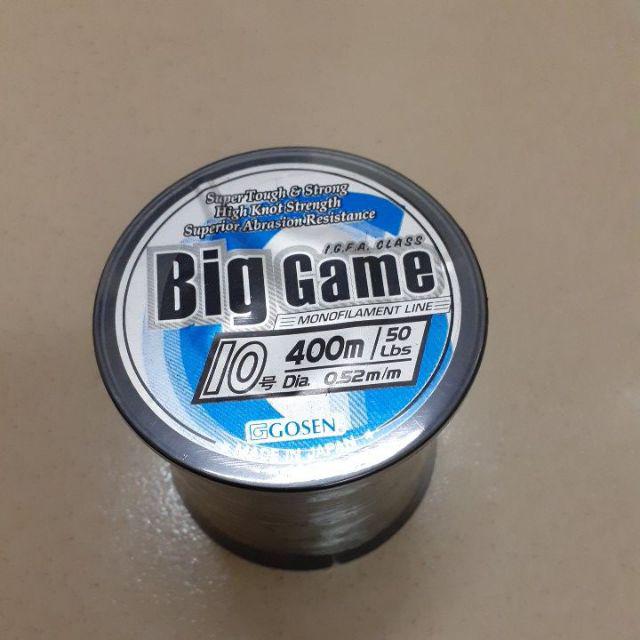 Super Tough & Strong
High Knot Strength
Superior Abrasion Resistance
I.G.F.A. CLASS
Big Game
MONOFILAMENT LINE
10号 400m 50 Lbs
Dia. 0.52m/m
GOSEN
MADE IN JAPAN